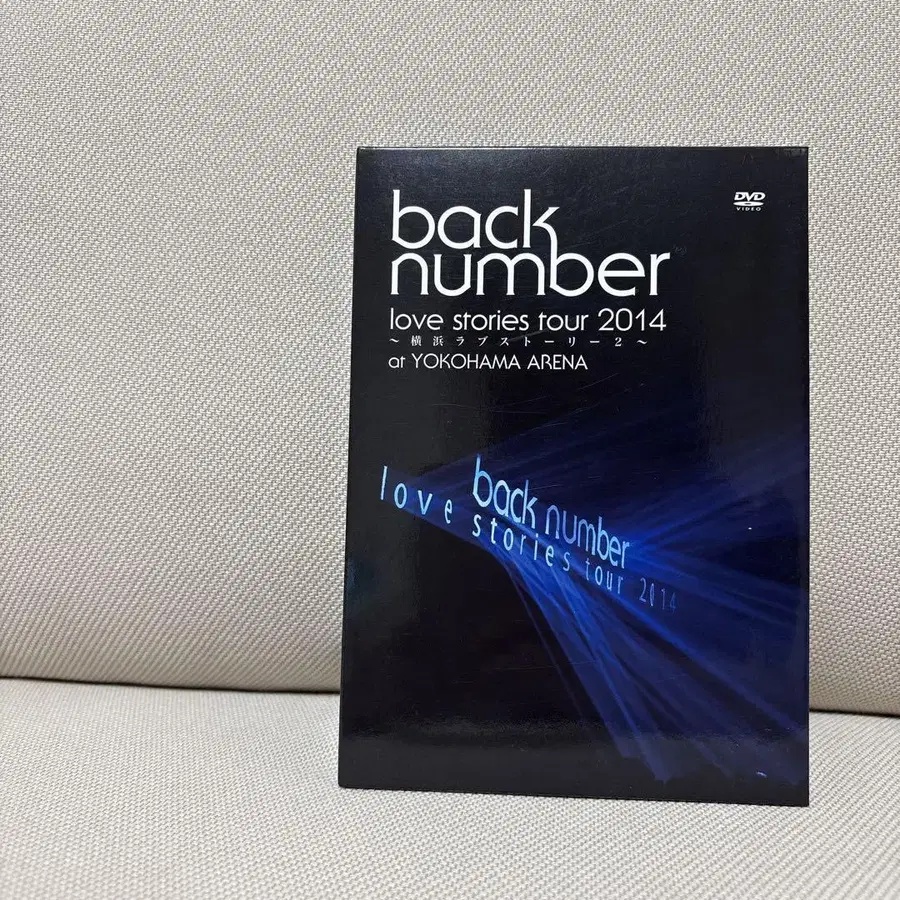 back
number
DVD
VIDEO
love stories tour 2014
～横浜ラブストーリー2～
at YOKOHAMA ARENA
back number
love stories tour 2014